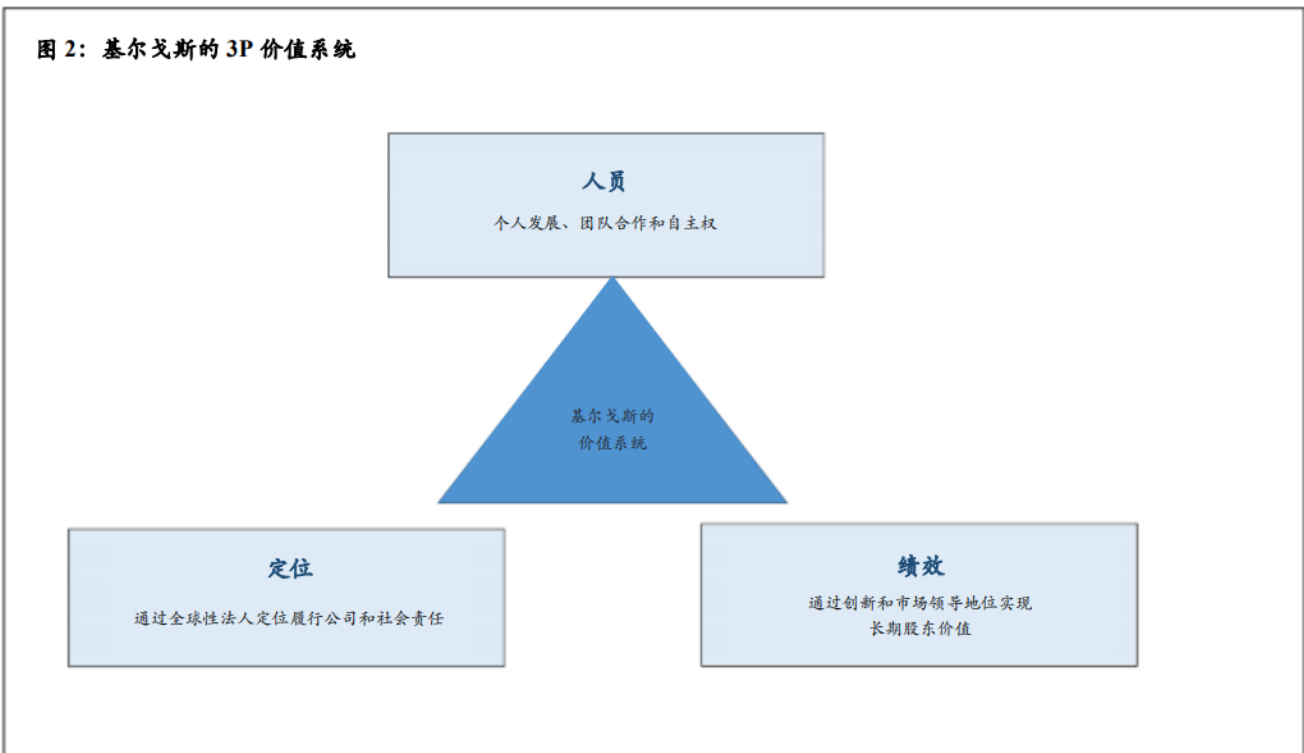 图 2：基尔戈斯的 3P 价值系统
人员
个人发展、团队合作和自主权
基尔戈斯的
价值系统
定位
通过全球性法人定位履行公司和社会责任
绩效
通过创新和市场领导地位实现
长期股东价值